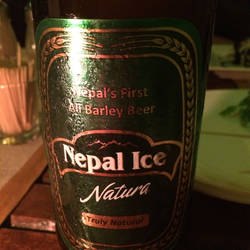 Nepal's First
All Barley Beer
Nepal Ice
Natura
Truly Natural